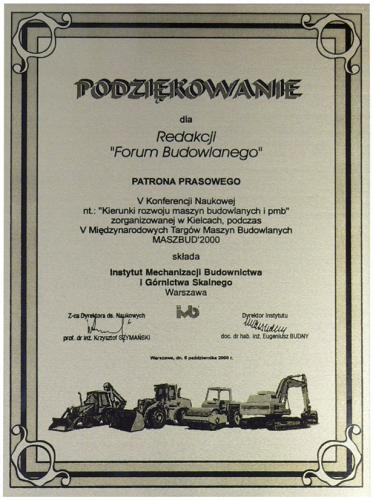 PODZIĘKOWANIE
dla
Redakcji
"Forum Budowlanego"
PATRONA PRASOWEGO
V Konferencji Naukowej
nt.: "Kierunki rozwoju maszyn budowlanych i pmb"
zorganizowanej w Kielcach, podczas
V Międzynarodowych Targów Maszyn Budowlanych
MASZBUD'2000
składa
Instytut Mechanizacji Budownictwa
i Górnictwa Skalnego
Warszawa
Z-ca Dyrektora ds. Naukowych
prof. dr inż. Krzysztof SZYMAŃSKI
imb
Dyrektor Instytutu
doc. dr hab. inż. Eugeniusz BUDNY
Warszawa, dn. 5 października 2000 r.